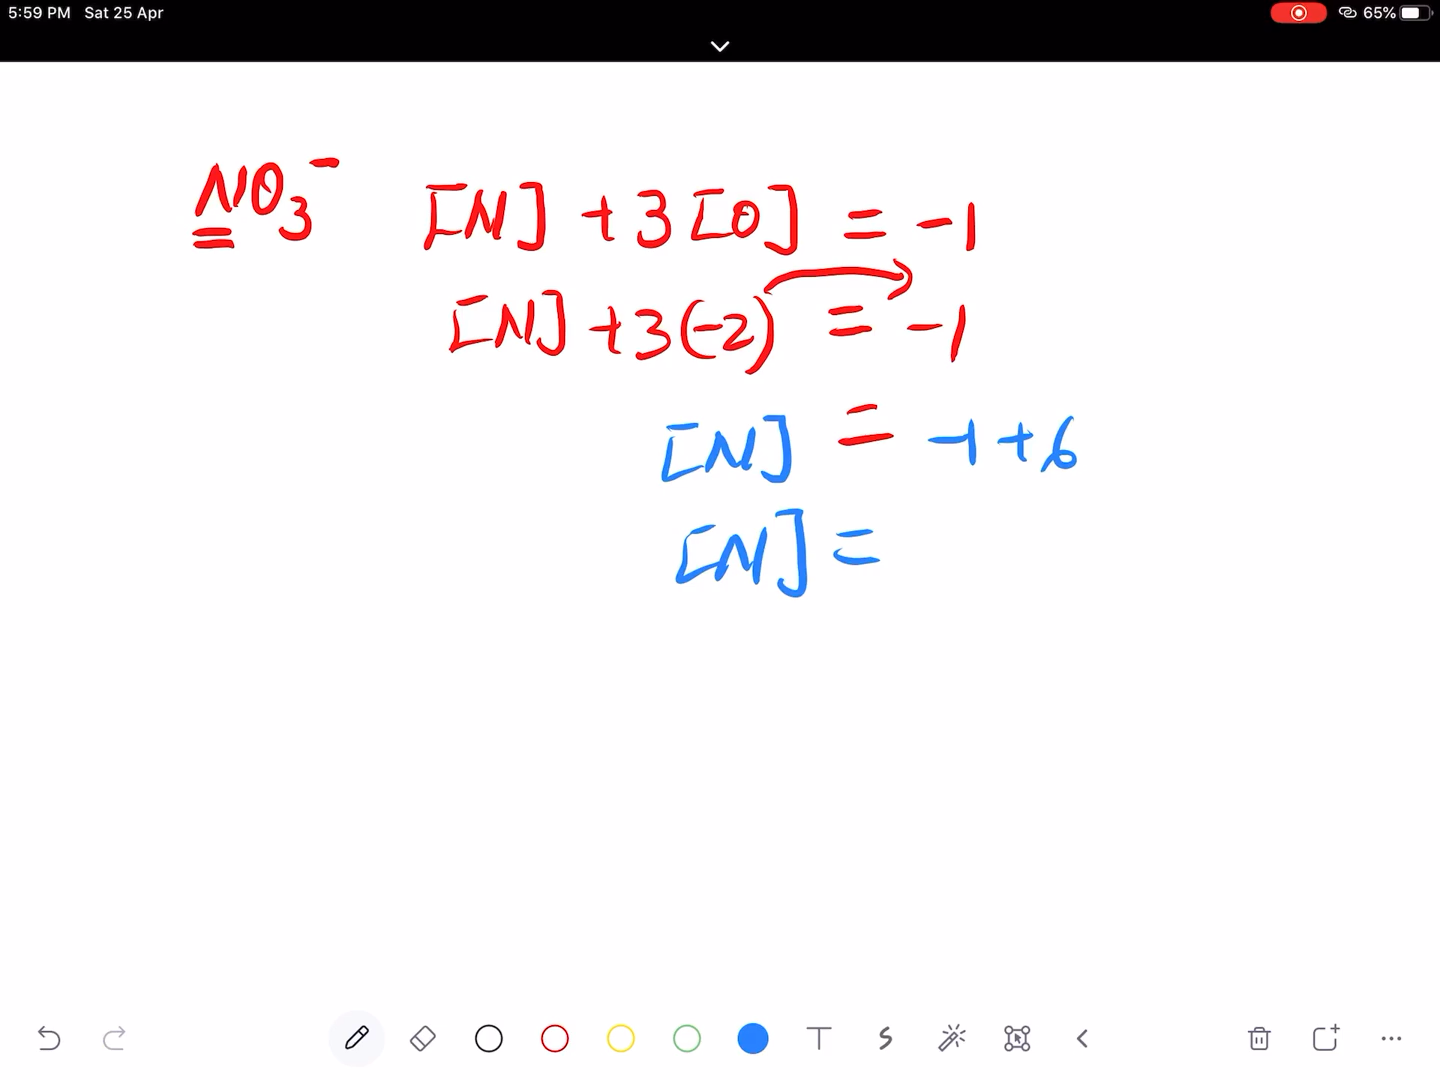 5:59 PM Sat 25 Apr 65%
NO₃⁻ [N] + 3[O] = -1
[N] + 3(-2) = -1
[N] = -1+6
[N] =
T